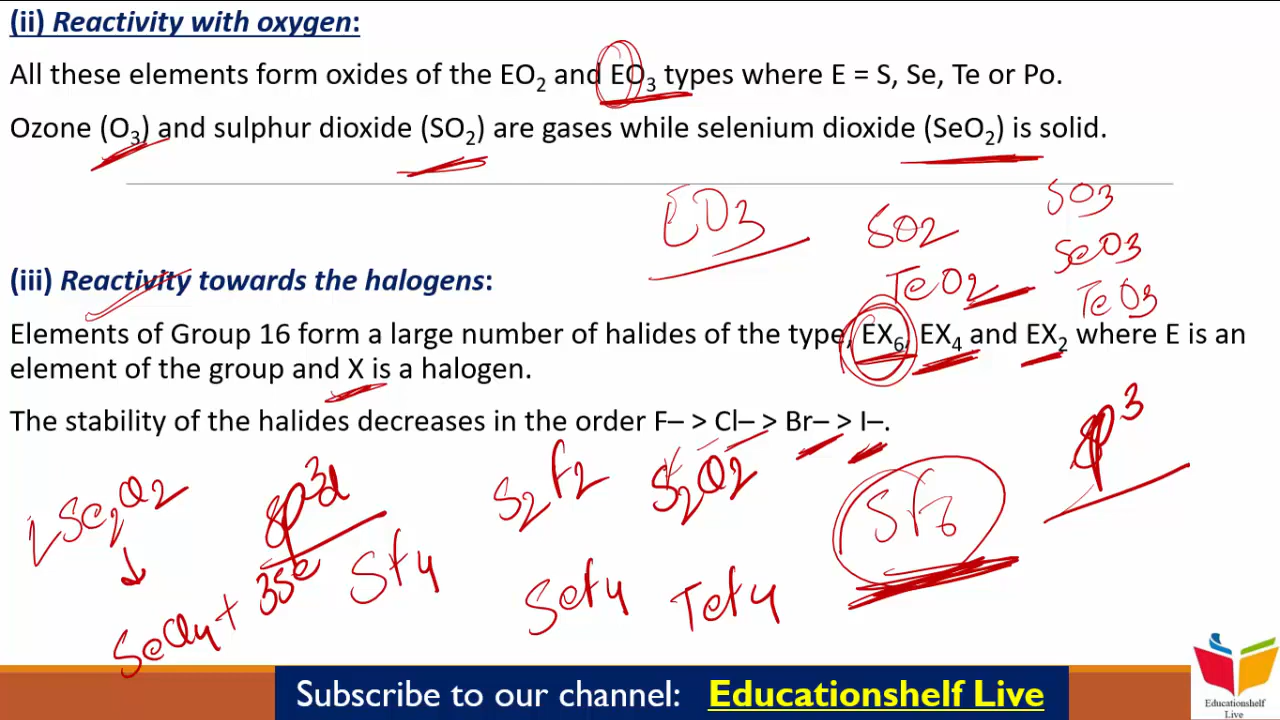 (ii) Reactivity with oxygen:
All these elements form oxides of the EO₂ and EO₃ types where E = S, Se, Te or Po.
Ozone (O₃) and sulphur dioxide (SO₂) are gases while selenium dioxide (SeO₂) is solid.
EO3
SO2
SO3
SeO3
TeO2
TeO3
(iii) Reactivity towards the halogens:
Elements of Group 16 form a large number of halides of the type, EX₆, EX₄ and EX₂ where E is an
element of the group and X is a halogen.
The stability of the halides decreases in the order F– > Cl– > Br– > I–.
sp3
2Se2Cl2
sp3d
S2F2
S2Cl2
SF6
SeCl4 + 3Se
SF4
SeF4
TeF4
Subscribe to our channel: Educationshelf Live
Educationshelf
Live